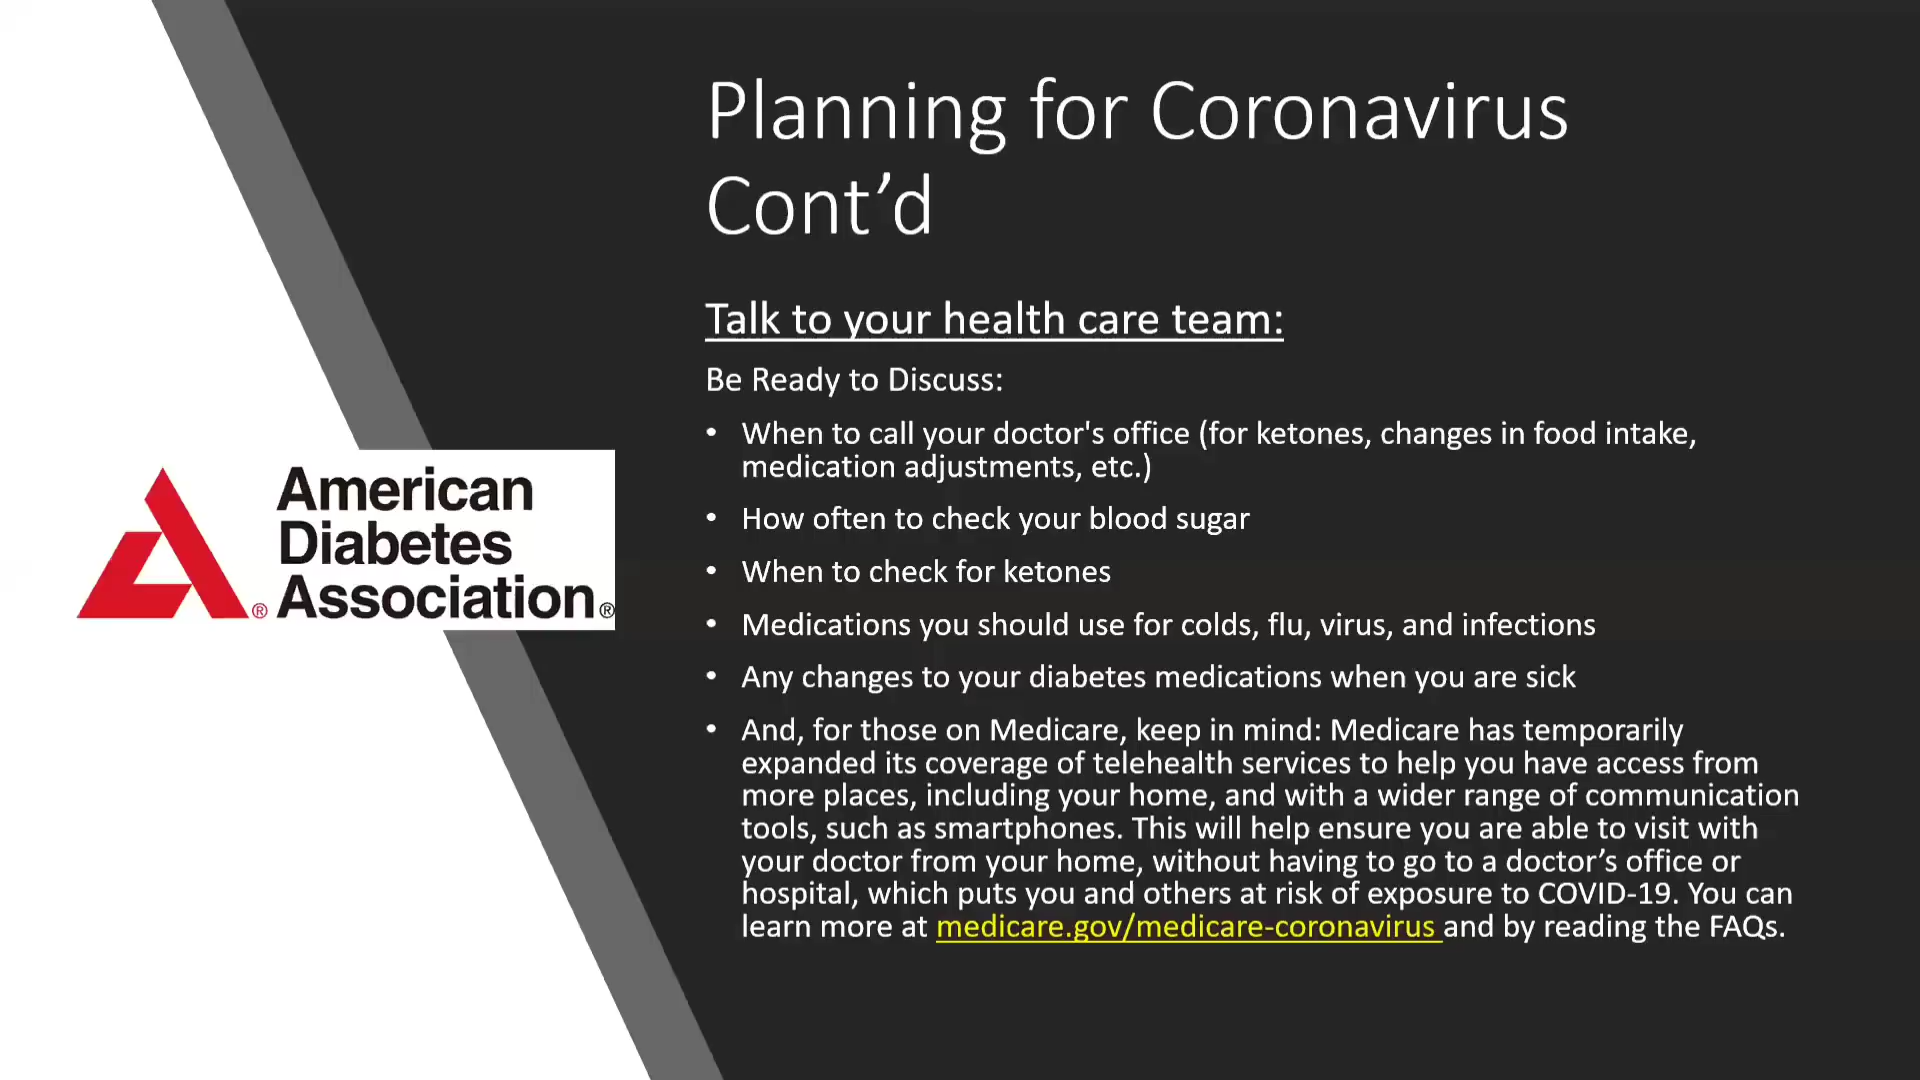 Planning for Coronavirus
Cont’d
Talk to your health care team:
Be Ready to Discuss:
• When to call your doctor's office (for ketones, changes in food intake,
medication adjustments, etc.)
• How often to check your blood sugar
• When to check for ketones
• Medications you should use for colds, flu, virus, and infections
• Any changes to your diabetes medications when you are sick
• And, for those on Medicare, keep in mind: Medicare has temporarily
expanded its coverage of telehealth services to help you have access from
more places, including your home, and with a wider range of communication
tools, such as smartphones. This will help ensure you are able to visit with
your doctor from your home, without having to go to a doctor’s office or
hospital, which puts you and others at risk of exposure to COVID-19. You can
learn more at medicare.gov/medicare-coronavirus and by reading the FAQs.
American
Diabetes
® Association®